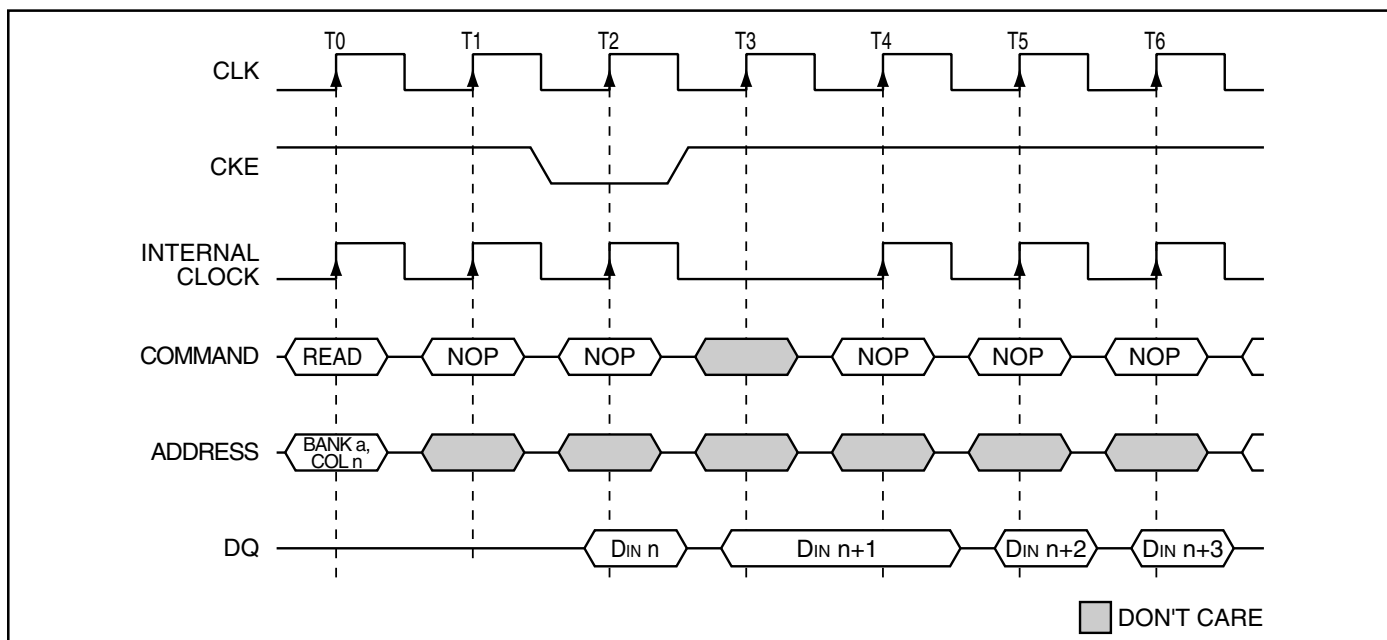 T0 T1 T2 T3 T4 T5 T6
CLK
CKE
INTERNAL
CLOCK
COMMAND READ NOP NOP NOP NOP NOP
ADDRESS BANK a,
COL n
DQ DIN n DIN n+1 DIN n+2 DIN n+3
DON'T CARE